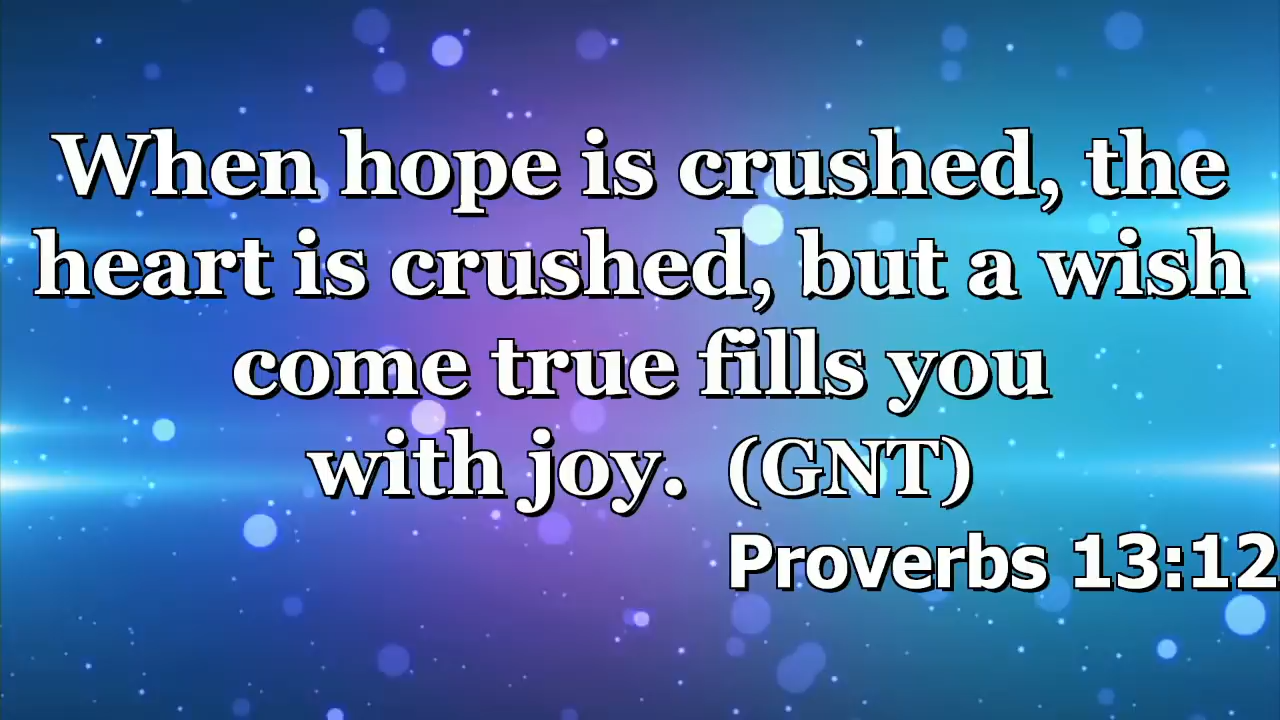 When hope is crushed, the
heart is crushed, but a wish
come true fills you
with joy. (GNT)
Proverbs 13:12